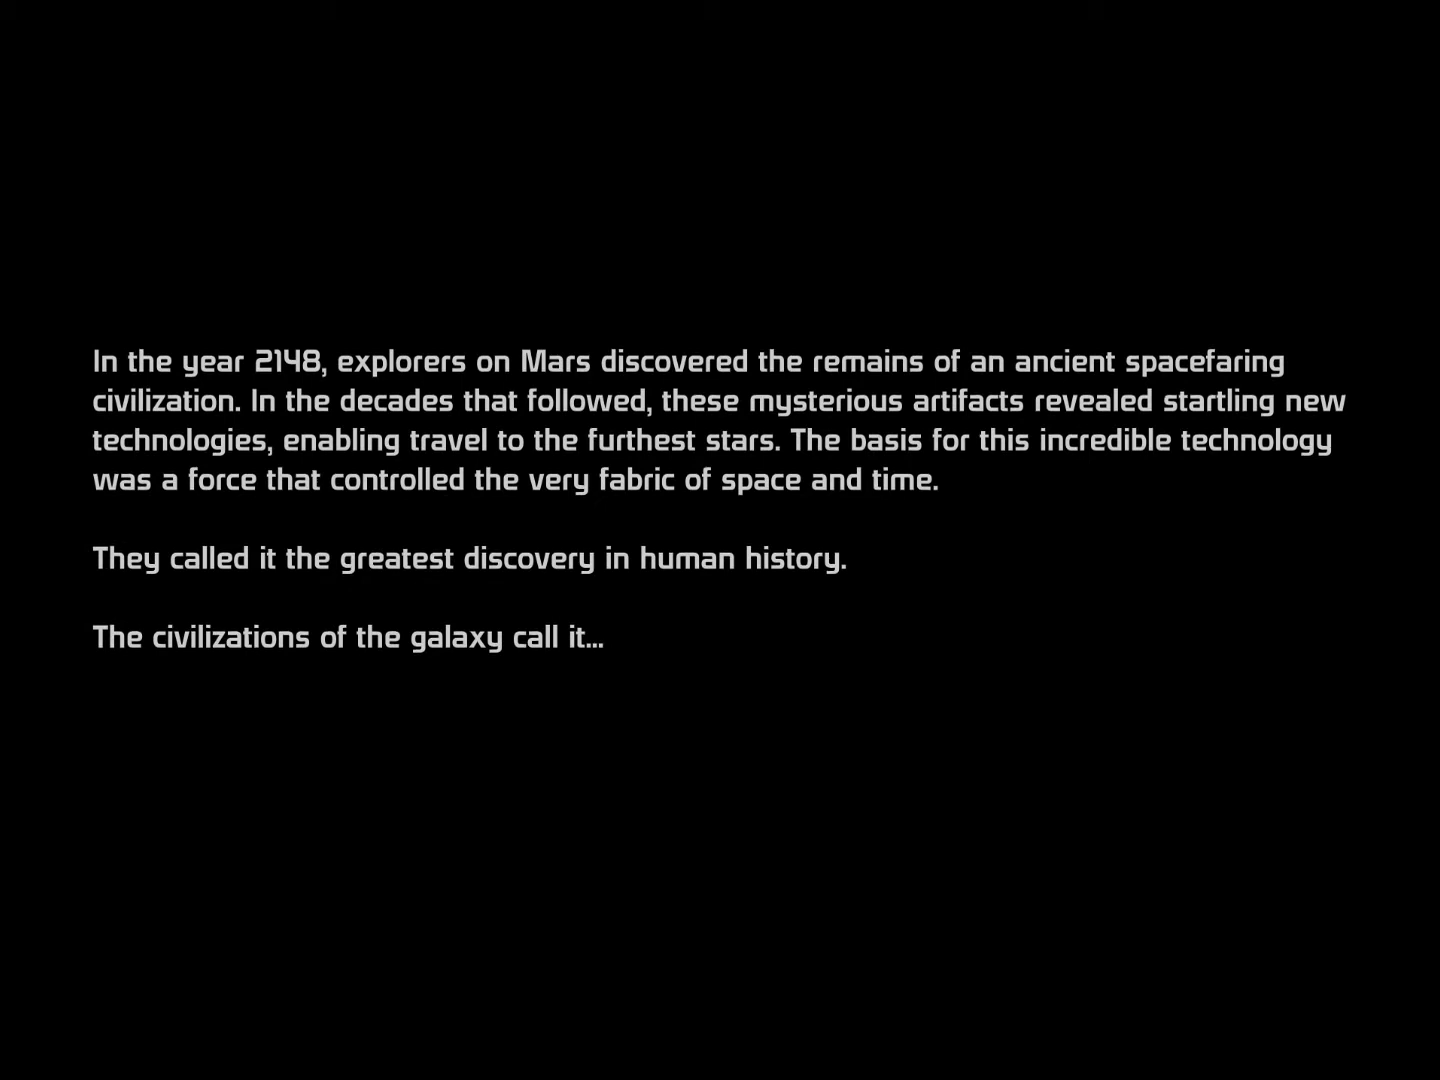 In the year 2148, explorers on Mars discovered the remains of an ancient spacefaring
civilization. In the decades that followed, these mysterious artifacts revealed startling new
technologies, enabling travel to the furthest stars. The basis for this incredible technology
was a force that controlled the very fabric of space and time.
They called it the greatest discovery in human history.
The civilizations of the galaxy call it...